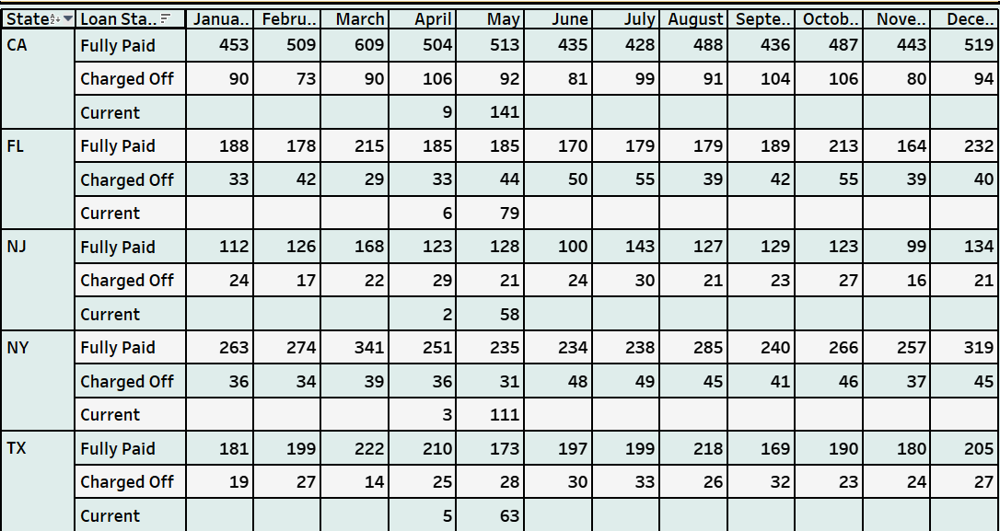 State Loan Sta.. Janua.. Febru.. March April May June July August Septe.. Octob.. Nove.. Dece..
CA Fully Paid 453 509 609 504 513 435 428 488 436 487 443 519
Charged Off 90 73 90 106 92 81 99 91 104 106 80 94
Current 9 141
FL Fully Paid 188 178 215 185 185 170 179 179 189 213 164 232
Charged Off 33 42 29 33 44 50 55 39 42 55 39 40
Current 6 79
NJ Fully Paid 112 126 168 123 128 100 143 127 129 123 99 134
Charged Off 24 17 22 29 21 24 30 21 23 27 16 21
Current 2 58
NY Fully Paid 263 274 341 251 235 234 238 285 240 266 257 319
Charged Off 36 34 39 36 31 48 49 45 41 46 37 45
Current 3 111
TX Fully Paid 181 199 222 210 173 197 199 218 169 190 180 205
Charged Off 19 27 14 25 28 30 33 26 32 23 24 27
Current 5 63